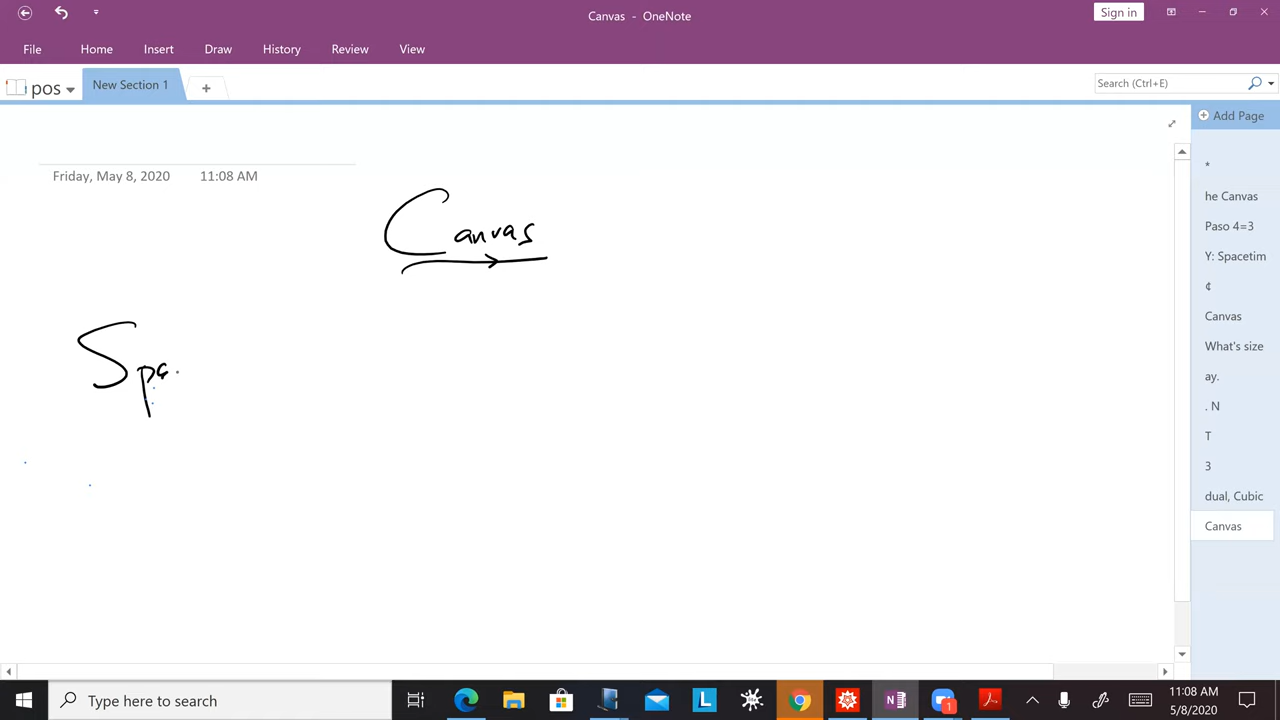 Canvas - OneNote
Sign in
File Home Insert Draw History Review View
pos New Section 1
Search (Ctrl+E)
Add Page
Friday, May 8, 2020 11:08 AM
Canvas
Spa
*
he Canvas
Paso 4=3
Y: Spacetim
¢
Canvas
What's size
ay.
. N
T
3
dual, Cubic
Canvas
Type here to search
L
N
1
11:08 AM
5/8/2020